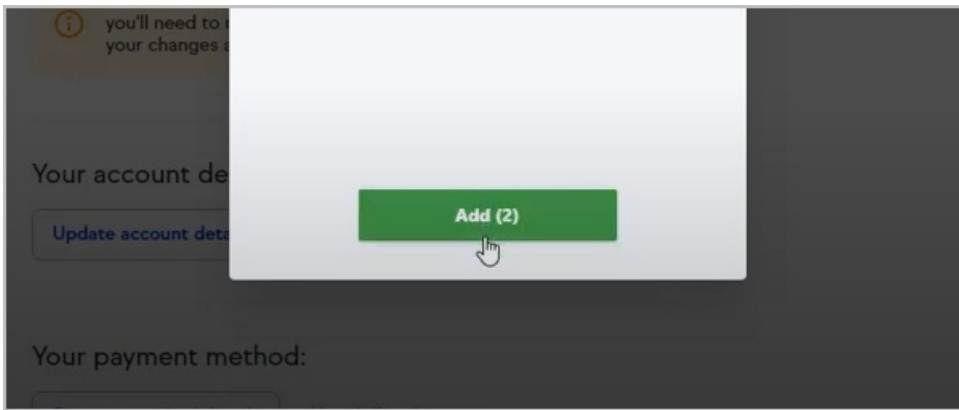 you'll need to
your changes
Your account de
Add (2)
Update account deta
Your payment method: